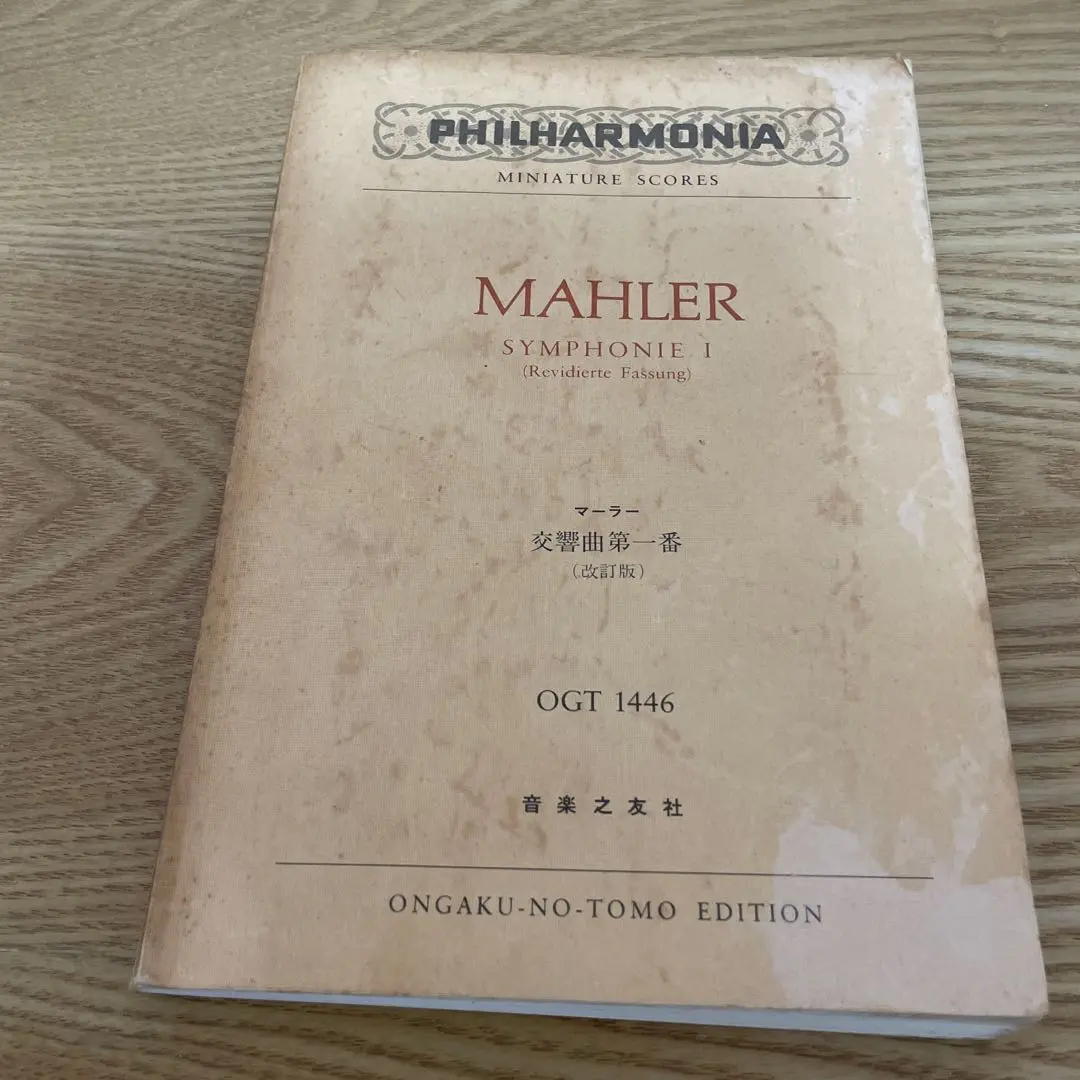 PHILHARMONIA
MINIATURE SCORES
MAHLER
SYMPHONIE I
(Revidierte Fassung)
マーラー
交響曲第一番
(改訂版)
OGT 1446
音楽之友社
ONGAKU-NO-TOMO EDITION